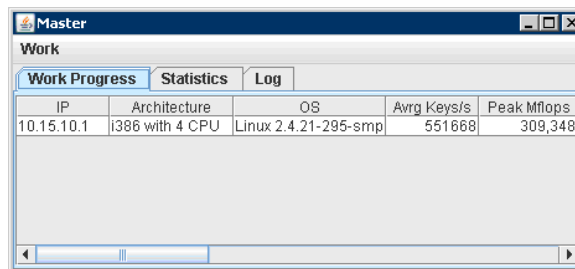 Master
Work
Work Progress Statistics Log
IP Architecture OS Avrg Keys/s Peak Mflops
10.15.10.1 i386 with 4 CPU Linux 2.4.21-295-smp 551668 309,348